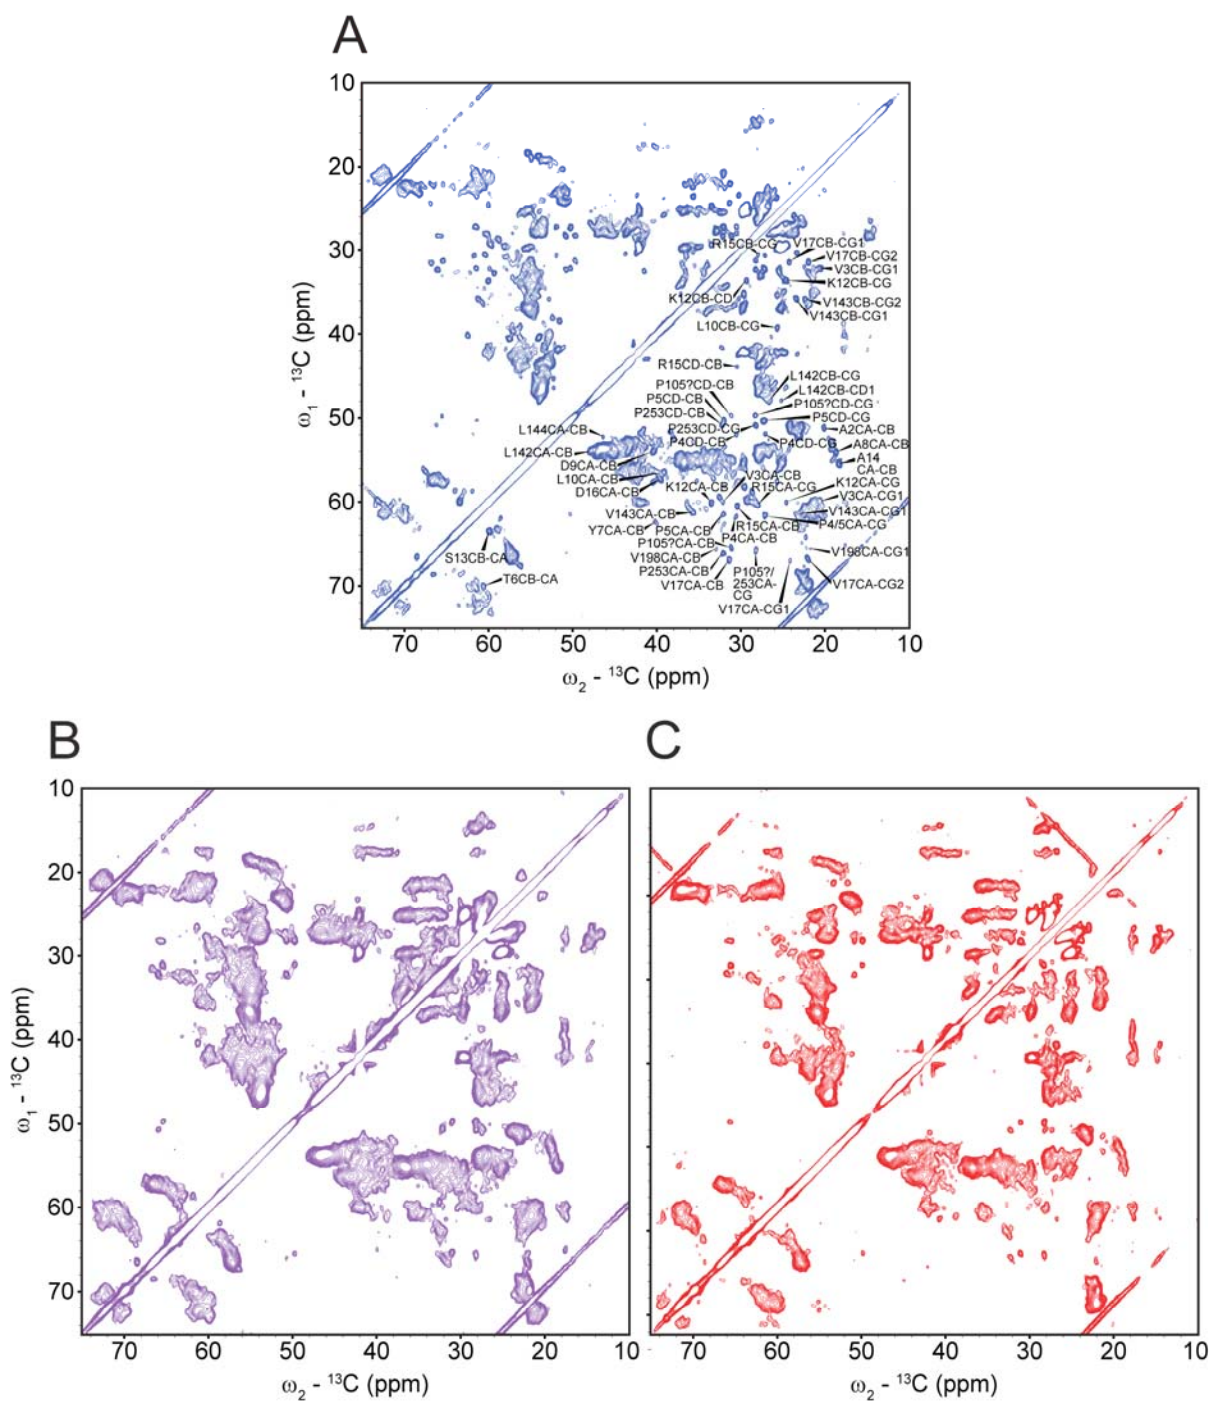 A
10
20
30
40
50
60
70
ω1 - 13C (ppm)
R15CB-CG
V17CB-CG1
V17CB-CG2
V3CB-CG1
K12CB-CG
K12CB-CD
V143CB-CG2
V143CB-CG1
L10CB-CG
R15CD-CB
L142CB-CG
P105?CD-CB
L142CB-CD1
P5CD-CB
P105?CD-CG
P253CD-CB
P5CD-CG
L144CA-CB
P253CD-CG
P4CD-CB
P4CD-CG
A2CA-CB
A8CA-CB
L142CA-CB
A14
CA-CB
D9CA-CB
V3CA-CB
L10CA-CB
K12CA-CB
R15CA-CG
K12CA-CG
D16CA-CB
V3CA-CG1
V143CA-CB
V143CA-CG1
Y7CA-CB
P5CA-CB
R15CA-CB
P4/5CA-CG
P4CA-CB
P105?CA-CB
V198CA-CB
V198CA-CG1
S13CB-CA
P253CA-CB
P105?/
253CA-
CG
T6CB-CA
V17CA-CB
V17CA-CG2
V17CA-CG1
70 60 50 40 30 20 10
ω2 - 13C (ppm)
B
10
20
30
40
50
60
70
ω1 - 13C (ppm)
70 60 50 40 30 20 10
ω2 - 13C (ppm)
C
70 60 50 40 30 20 10
ω2 - 13C (ppm)